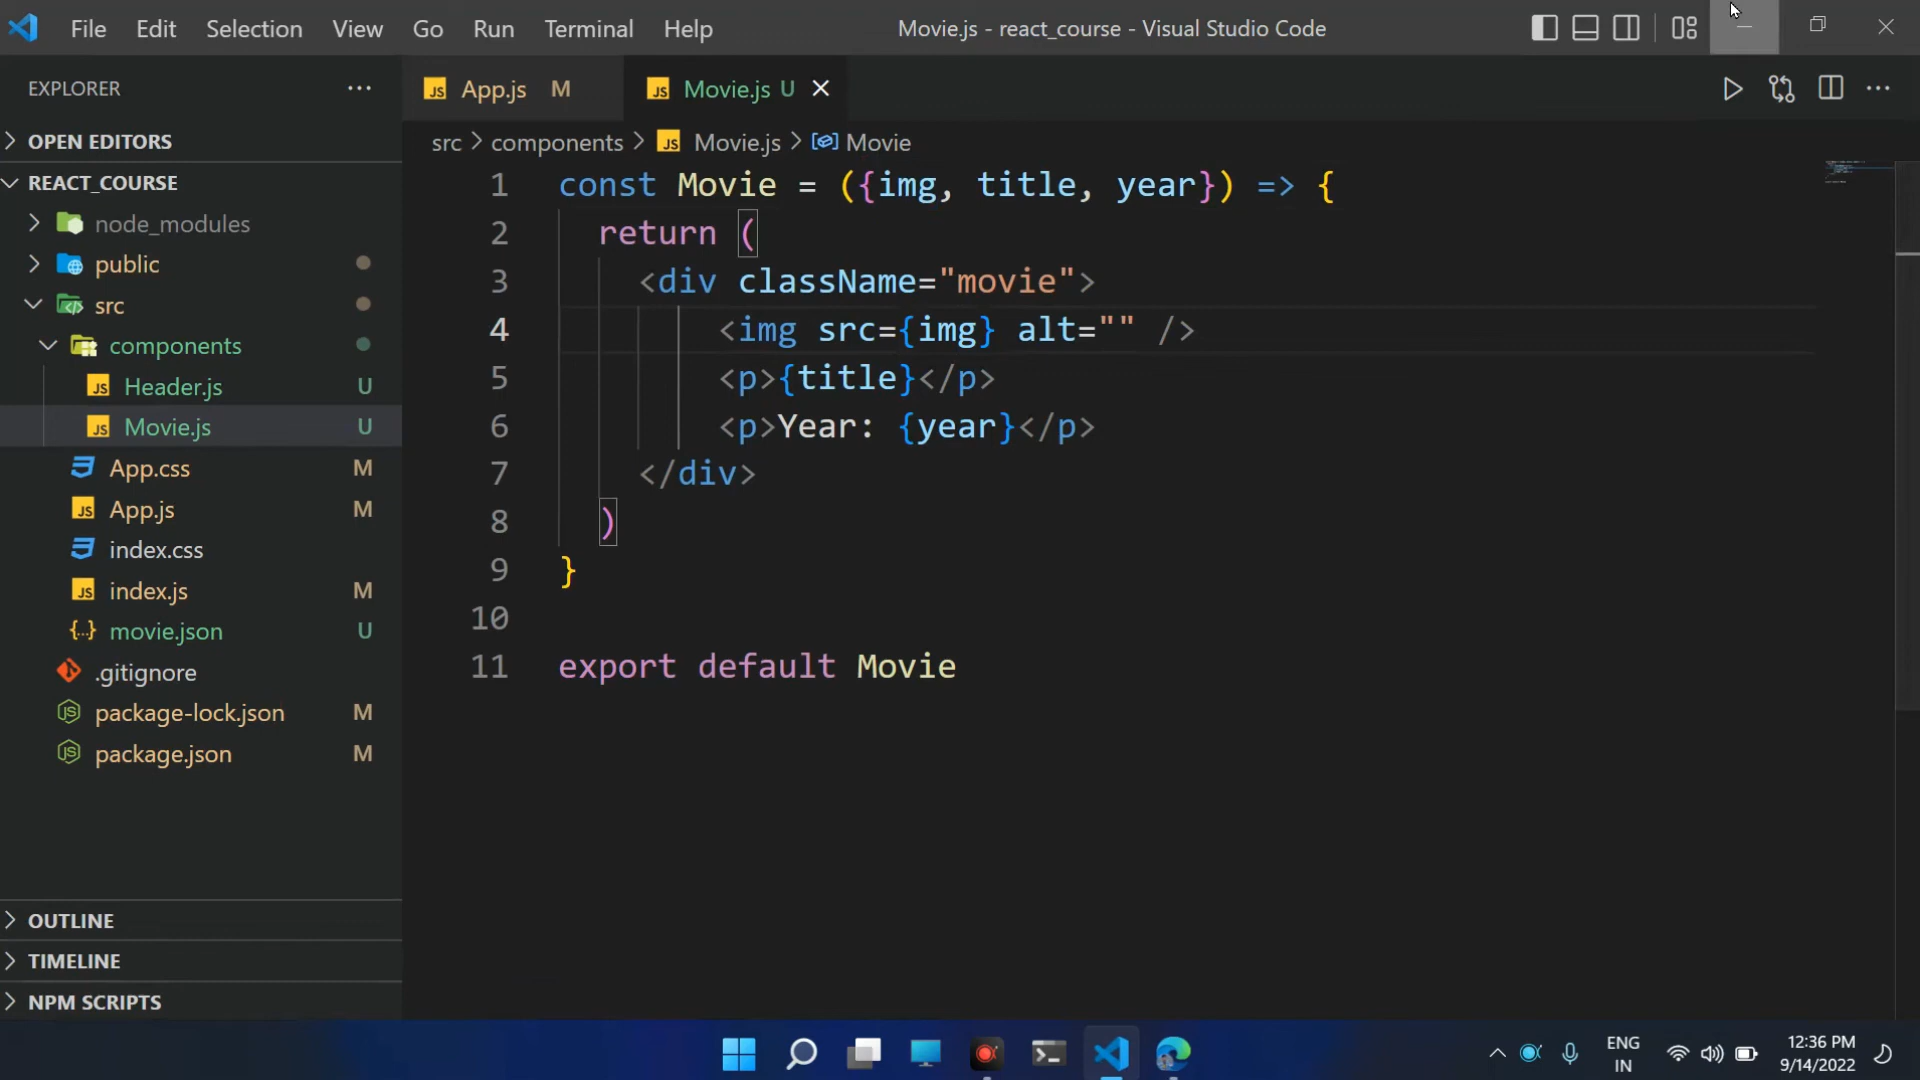 File Edit Selection View Go Run Terminal Help Movie.js - react_course - Visual Studio Code
EXPLORER
App.js M
Movie.js U
OPEN EDITORS
src > components > Movie.js > Movie
REACT_COURSE
node_modules
public
src
components
Header.js U
Movie.js U
App.css M
App.js M
index.css
index.js M
movie.json U
.gitignore
package-lock.json M
package.json M
OUTLINE
TIMELINE
NPM SCRIPTS
1 const Movie = ({img, title, year}) => {
2 return (
3 <div className="movie">
4 <img src={img} alt="" />
5 <p>{title}</p>
6 <p>Year: {year}</p>
7 </div>
8 )
9 }
10
11 export default Movie
ENG
IN
12:36 PM
9/14/2022